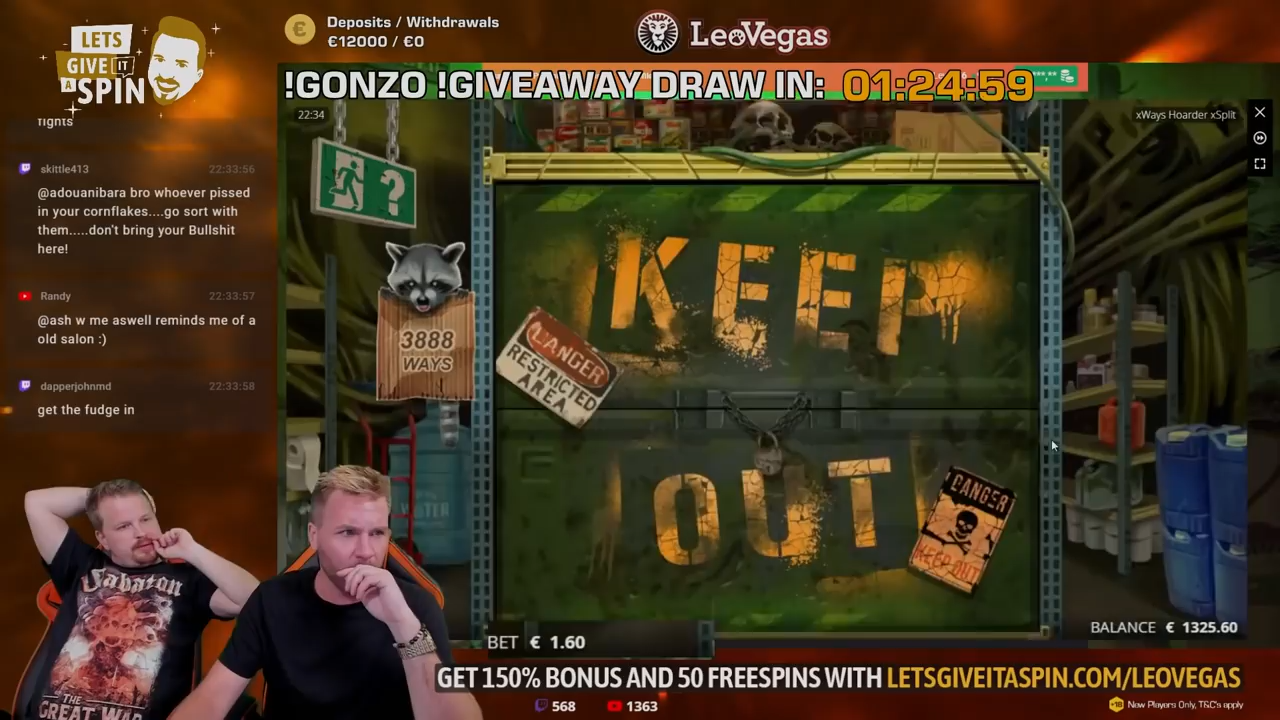 LETS
GIVE IT
A SPIN
Deposits / Withdrawals
€12000 / €0
LeoVegas
!GONZO !GIVEAWAY DRAW IN: 01:24:59
22:34
xWays Hoarder xSplit
fights
skittle413 22:33:56
@adouanibara bro whoever pissed
in your cornflakes....go sort with
them.....don't bring your Bullshit
here!
Randy 22:33:57
@ash w me aswell reminds me of a
old salon :)
dapperjohnmd 22:33:58
get the fudge in
?
3888
WAYS
KEEP
DANGER
RESTRICTED
AREA
OUT
DANGER
KEEP OUT
Sabaton
THE
GREAT WAR
BET € 1.60
BALANCE € 1325.60
GET 150% BONUS AND 50 FREESPINS WITH LETSGIVEITASPIN.COM/LEOVEGAS
568 1363
+18 New Players Only, T&C's apply